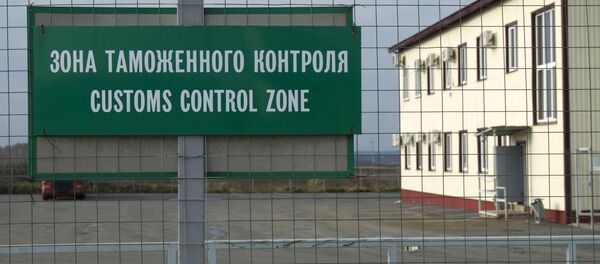 ЗОНА ТАМОЖЕННОГО КОНТРОЛЯ
CUSTOMS CONTROL ZONE